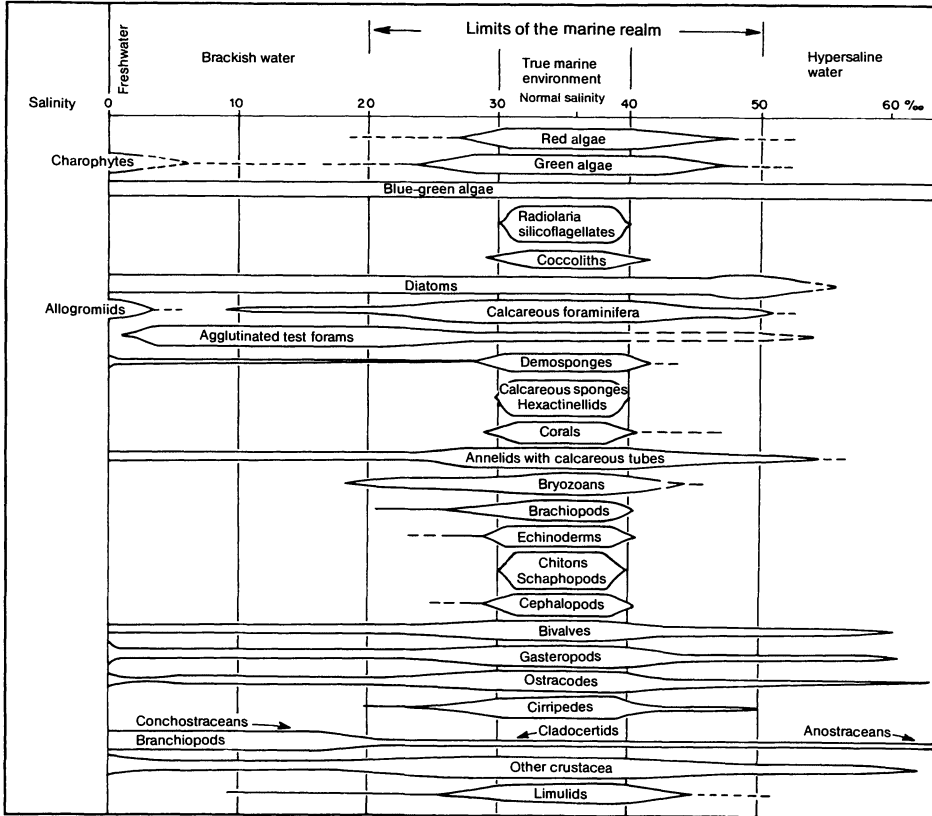 Limits of the marine realm
Freshwater
Brackish water
True marine
environment
Normal salinity
Hypersaline
water
Salinity 0 10 20 30 40 50 60 ‰
Red algae
Charophytes
Green algae
Blue-green algae
Radiolaria
silicoflagellates
Coccoliths
Diatoms
Allogromiids
Calcareous foraminifera
Agglutinated test forams
Demosponges
Calcareous sponges
Hexactinellids
Corals
Annelids with calcareous tubes
Bryozoans
Brachiopods
Echinoderms
Chitons
Schaphopods
Cephalopods
Bivalves
Gasteropods
Ostracodes
Cirripedes
Conchostraceans
Cladocertids
Anostraceans
Branchiopods
Other crustacea
Limulids